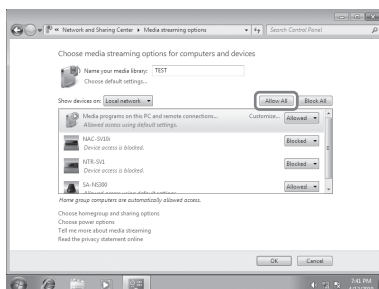 « Network and Sharing Center ▸ Media streaming options
Search Control Panel
Choose media streaming options for computers and devices
Name your media library: TEST
Choose default settings...
Show devices on: Local network
Allow All
Block All
Media programs on this PC and remote connections...
Allowed access using default settings.
Customize...
Allowed
NAC-SV10i
Device access is blocked.
Blocked
NTR-SV1
Device access is blocked.
Blocked
SA-NS300
Allowed access using default settings.
Allowed
Home group computers are automatically allowed access.
Choose homegroup and sharing options
Choose power options
Tell me more about media streaming
Read the privacy statement online
OK
Cancel
7:41 PM